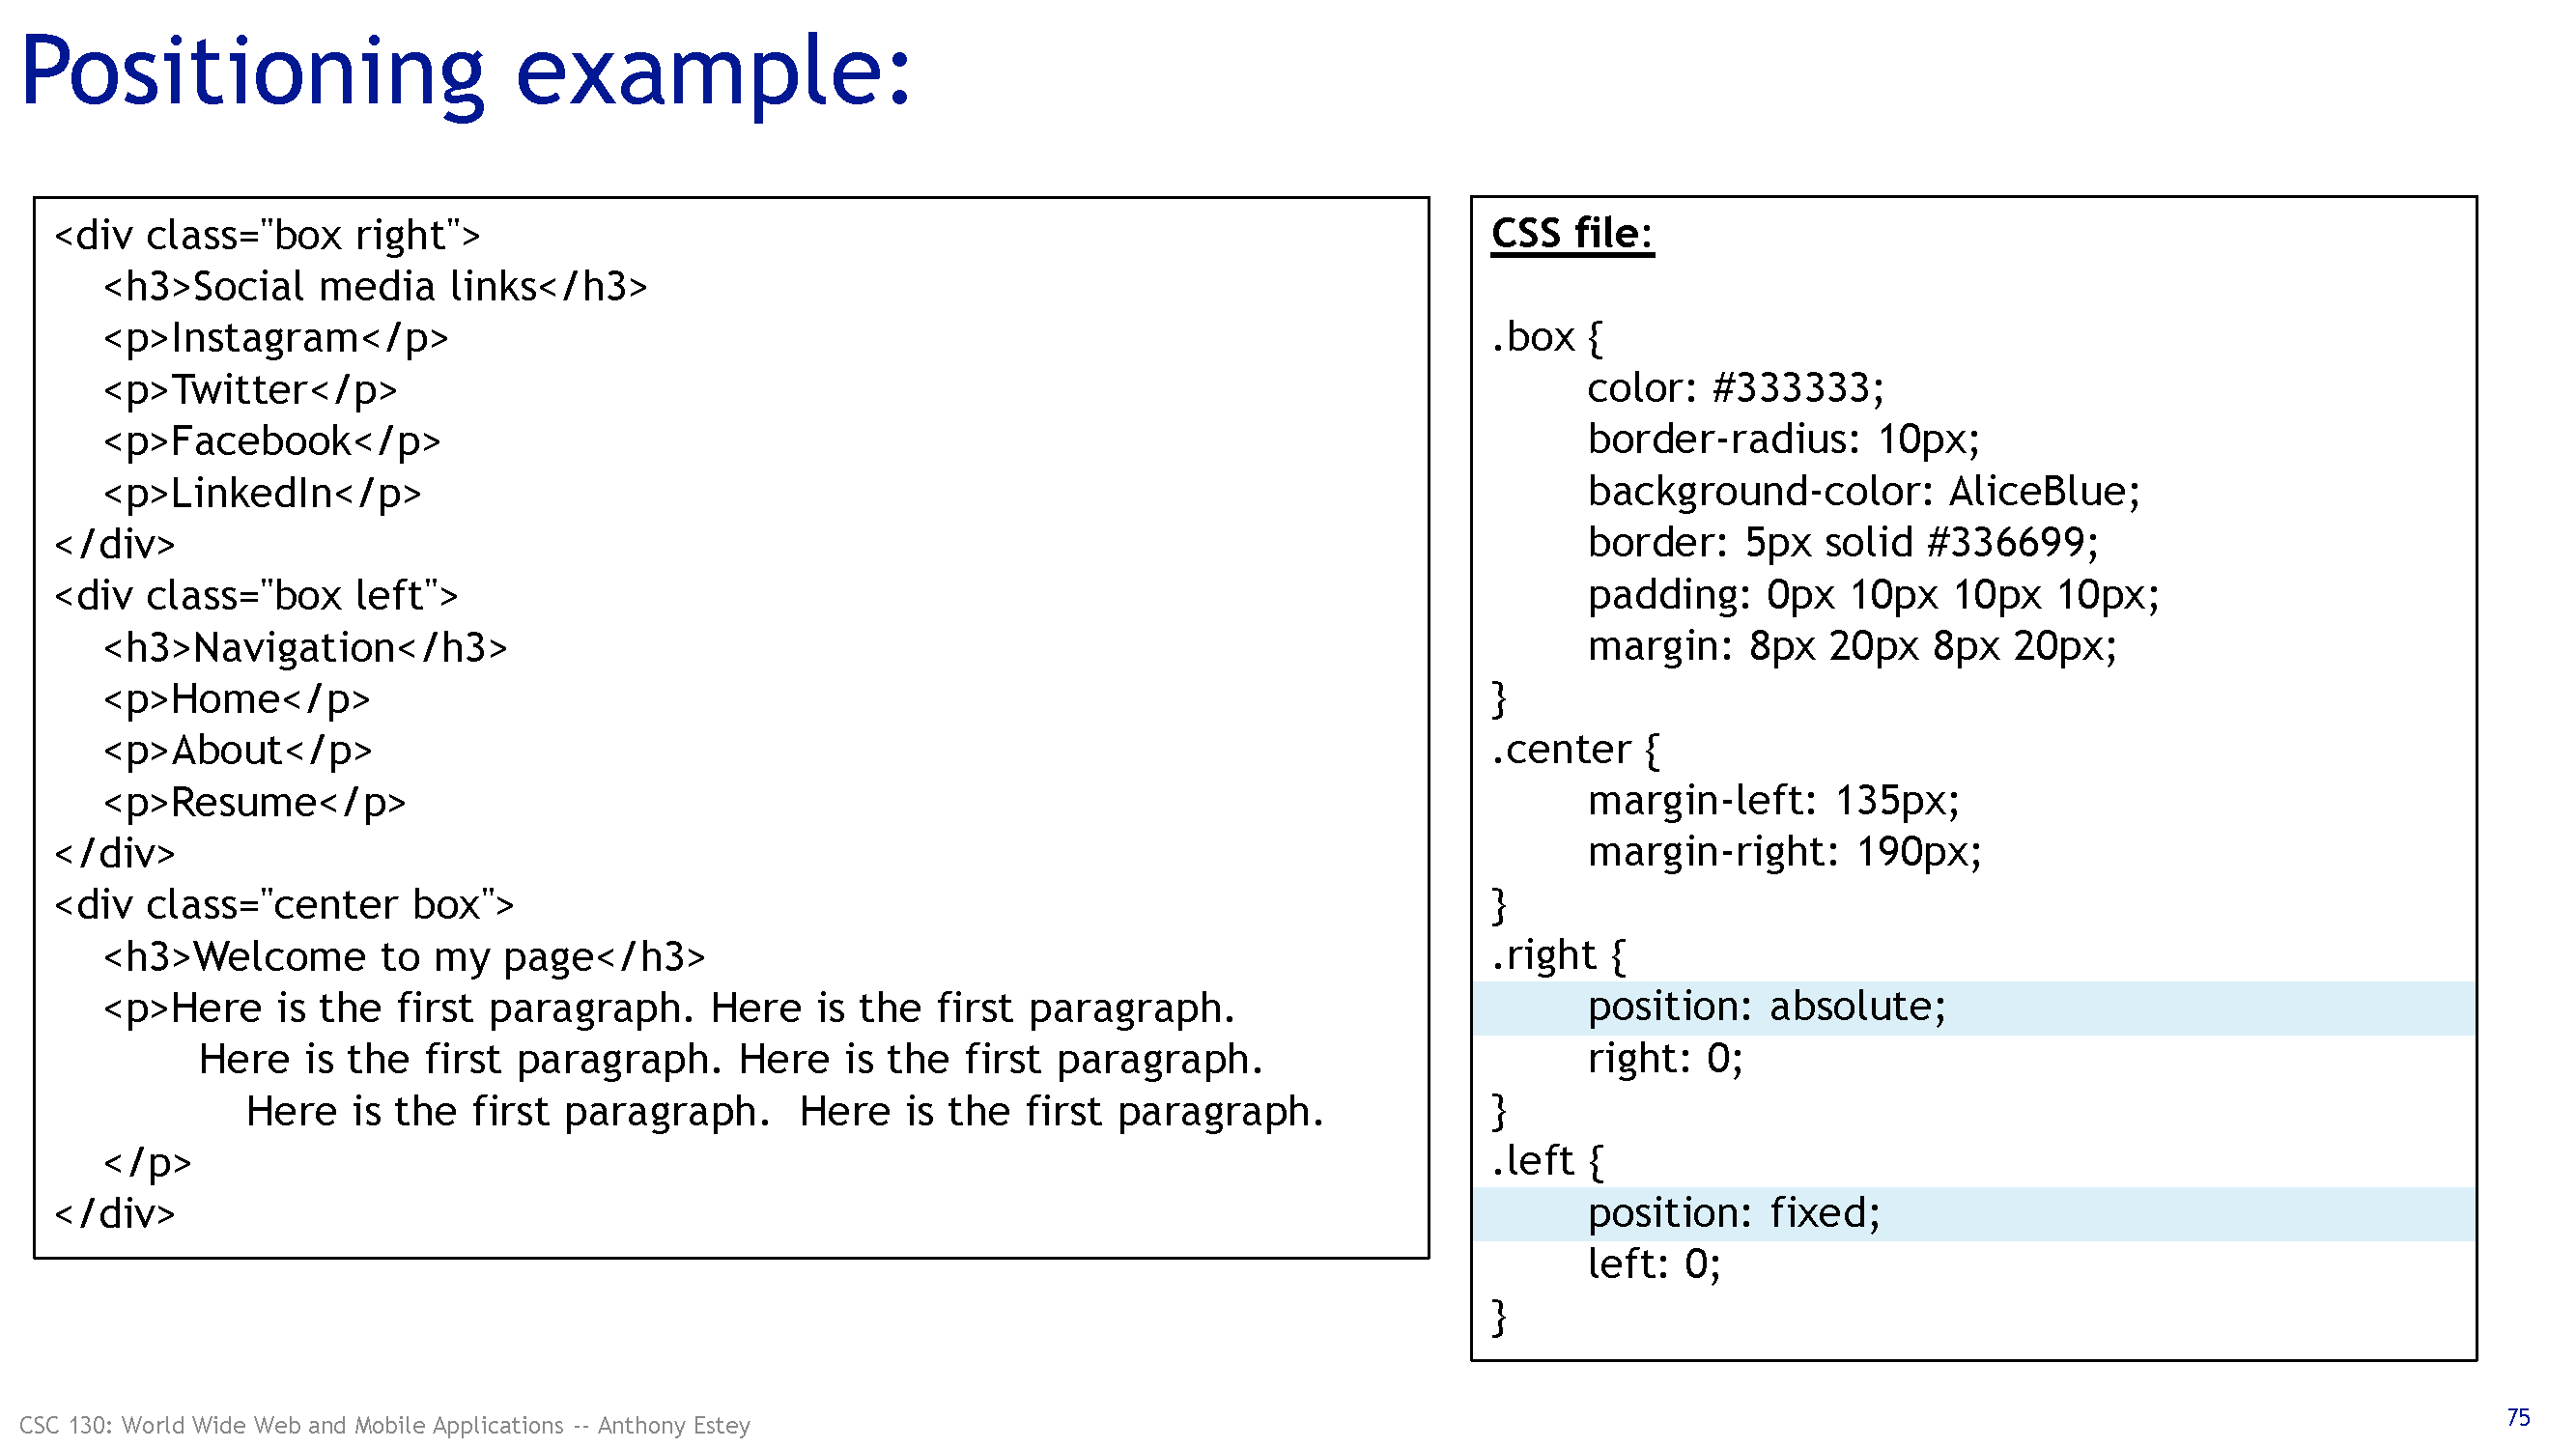 Positioning example:
<div class="box right">
<h3>Social media links</h3>
<p>Instagram</p>
<p>Twitter</p>
<p>Facebook</p>
<p>LinkedIn</p>
</div>
<div class="box left">
<h3>Navigation</h3>
<p>Home</p>
<p>About</p>
<p>Resume</p>
</div>
<div class="center box">
<h3>Welcome to my page</h3>
<p>Here is the first paragraph. Here is the first paragraph.
Here is the first paragraph. Here is the first paragraph.
Here is the first paragraph. Here is the first paragraph.
</p>
</div>
CSS file:
.box {
color: #333333;
border-radius: 10px;
background-color: AliceBlue;
border: 5px solid #336699;
padding: 0px 10px 10px 10px;
margin: 8px 20px 8px 20px;
}
.center {
margin-left: 135px;
margin-right: 190px;
}
.right {
position: absolute;
right: 0;
}
.left {
position: fixed;
left: 0;
}
CSC 130: World Wide Web and Mobile Applications -- Anthony Estey
75